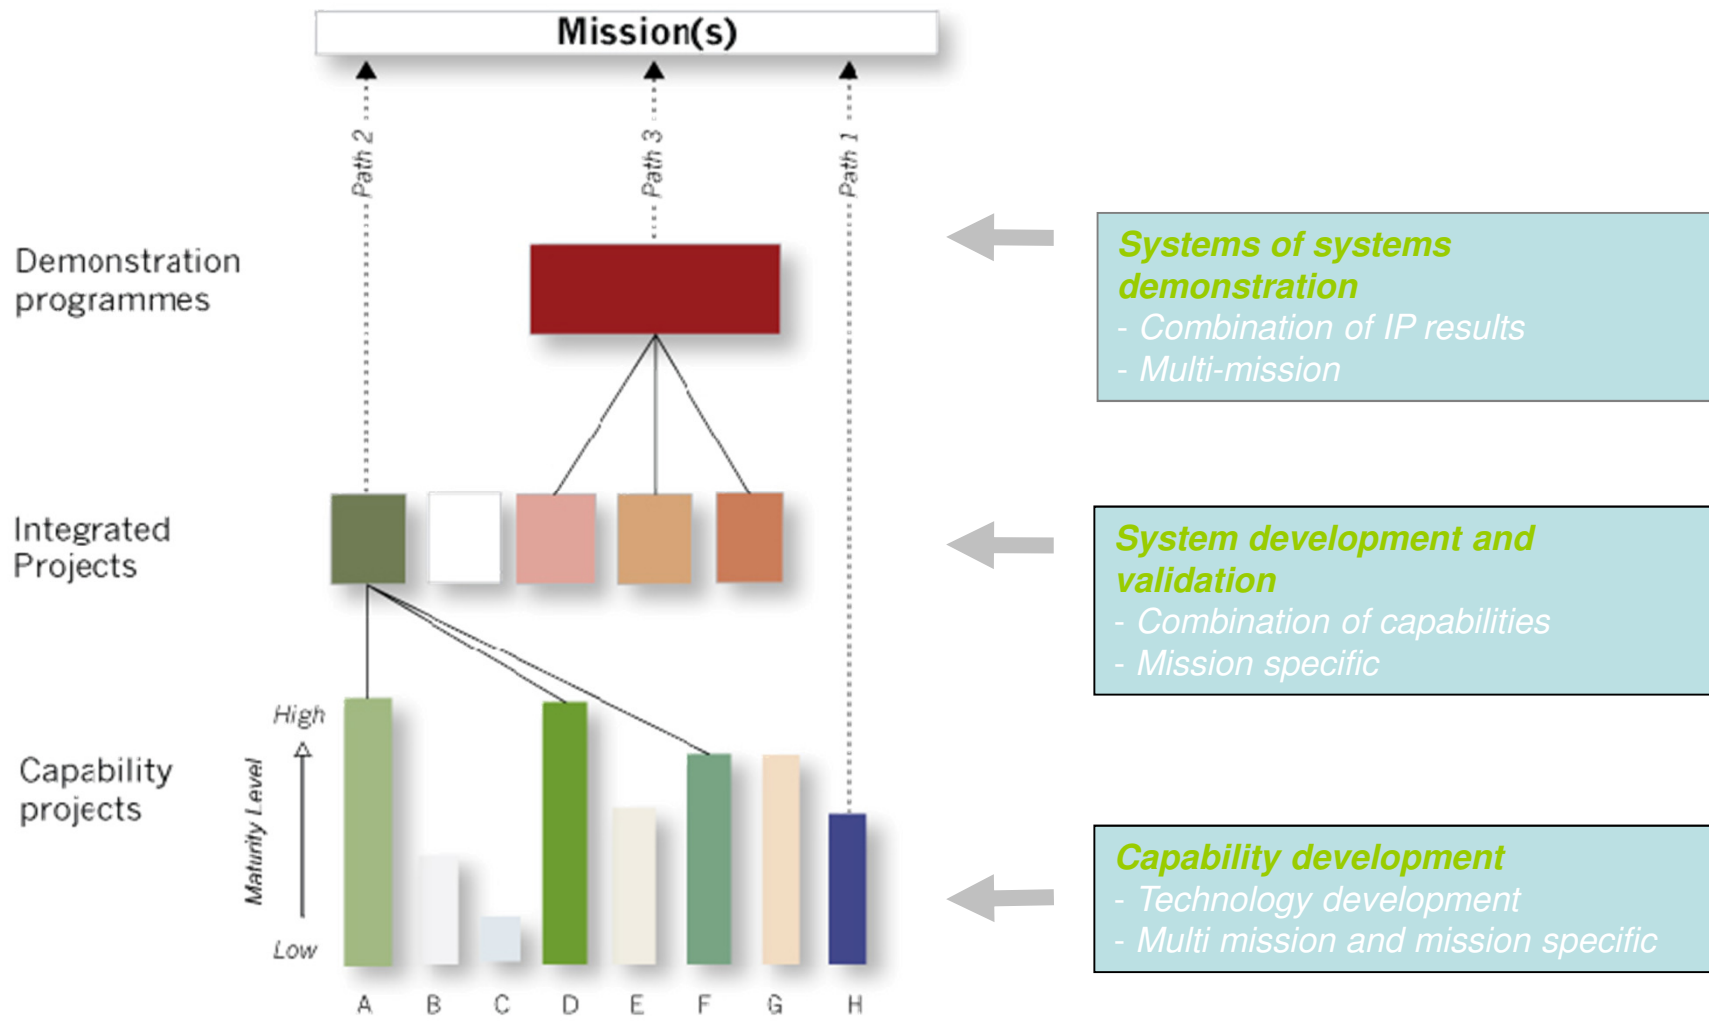 Mission(s)
Path 2
Path 3
Path 1
Demonstration
programmes
Systems of systems
demonstration
- Combination of IP results
- Multi-mission
Integrated
Projects
System development and
validation
- Combination of capabilities
- Mission specific
Capability
projects
High
Maturity Level
Low
Capability development
- Technology development
- Multi mission and mission specific
A B C D E F G H